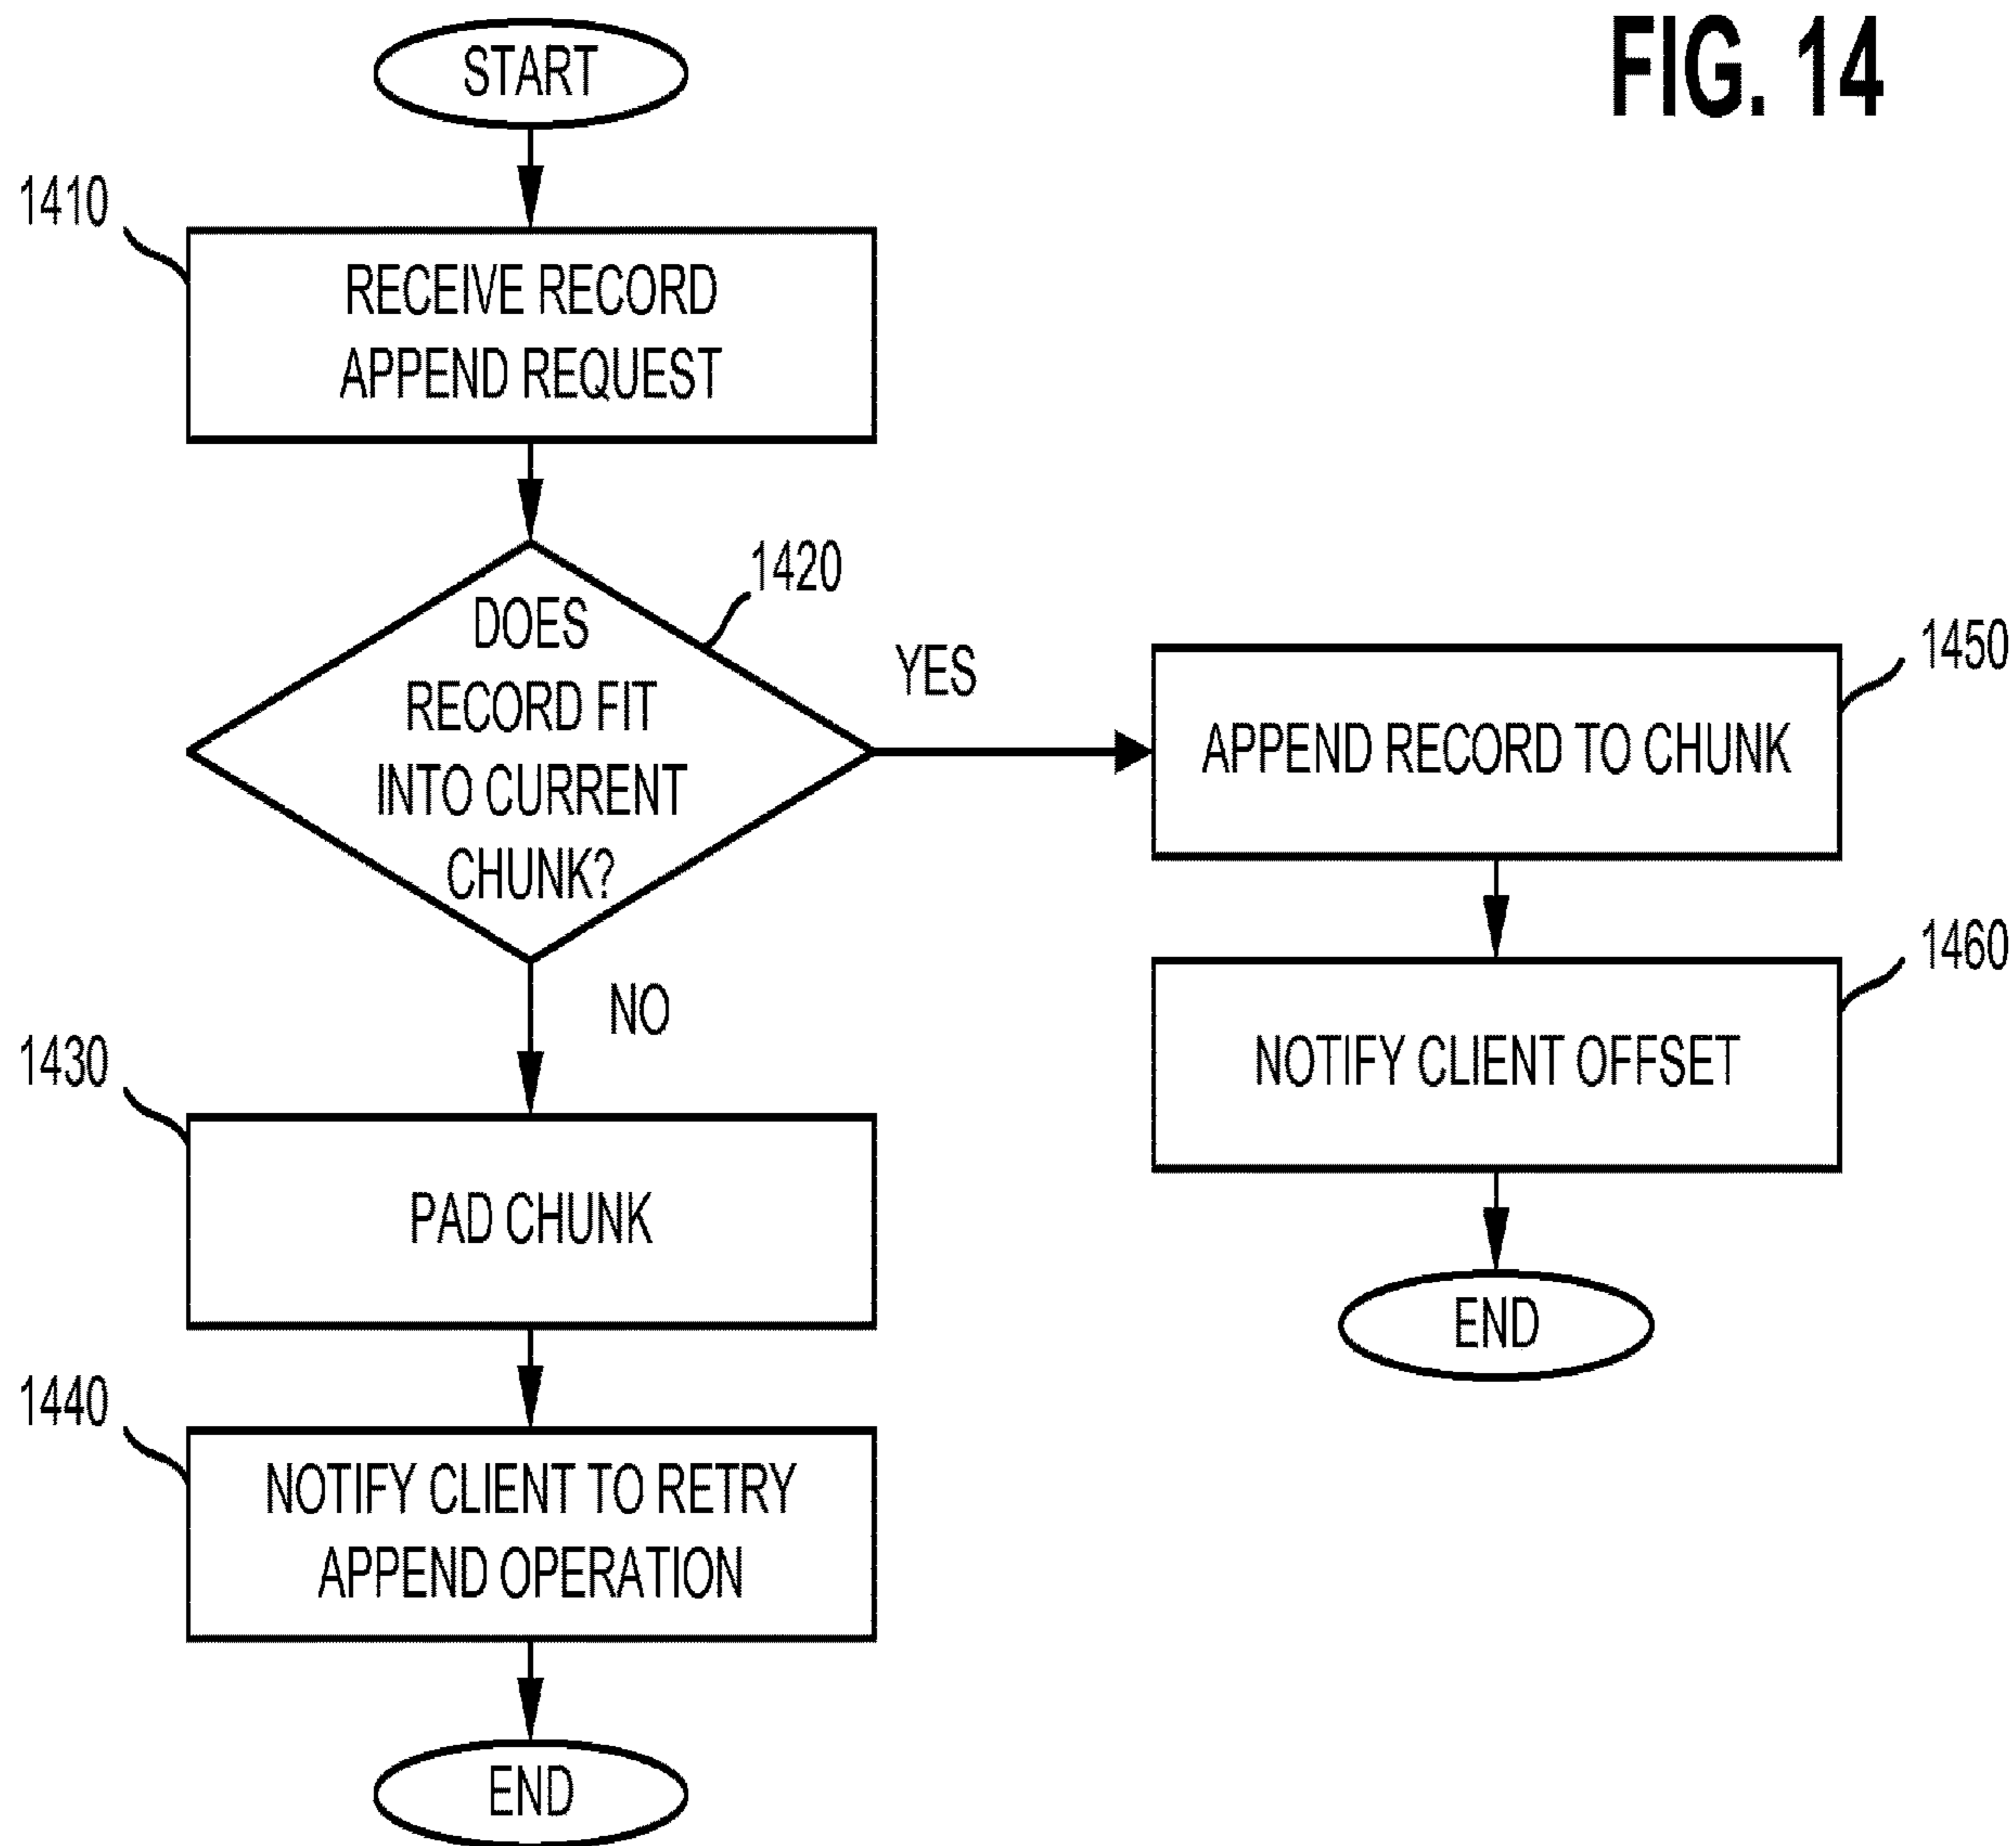 FIG. 14
START
1410
RECEIVE RECORD
APPEND REQUEST
1420
DOES
RECORD FIT
INTO CURRENT
CHUNK?
YES
1450
APPEND RECORD TO CHUNK
1460
NOTIFY CLIENT OFFSET
END
NO
1430
PAD CHUNK
1440
NOTIFY CLIENT TO RETRY
APPEND OPERATION
END